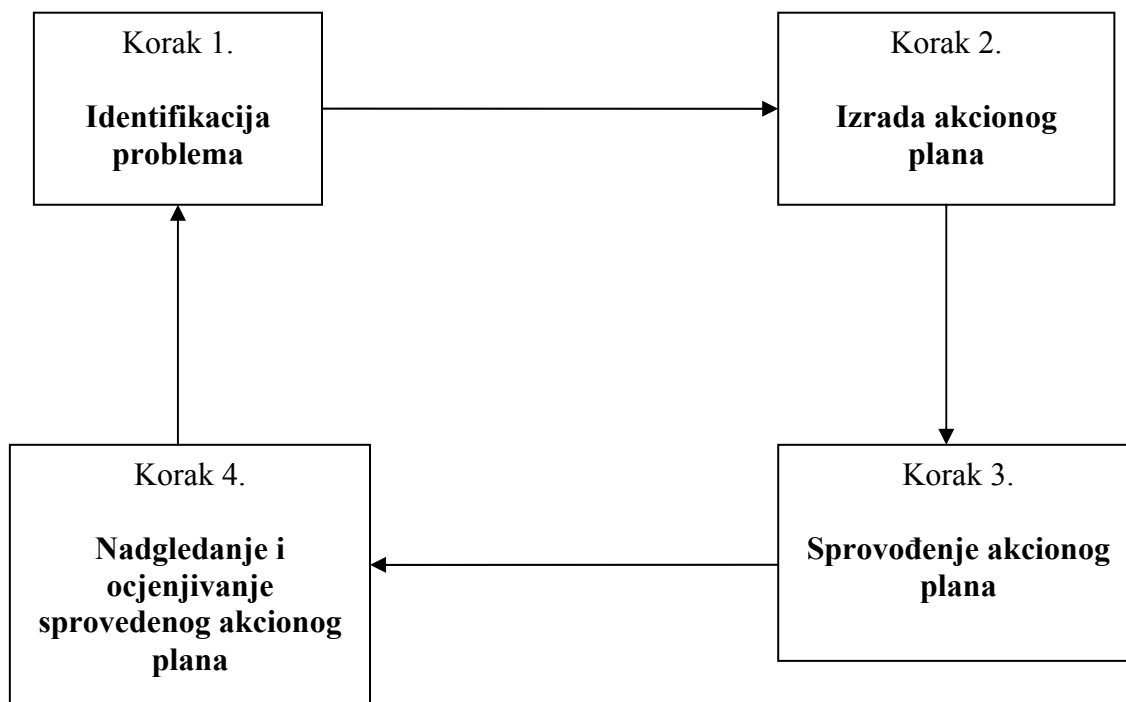 Korak 1.
Identifikacija
problema
Korak 2.
Izrada akcionog
plana
Korak 3.
Sprovođenje akcionog
plana
Korak 4.
Nadgledanje i
ocjenjivanje
sprovedenog akcionog
plana